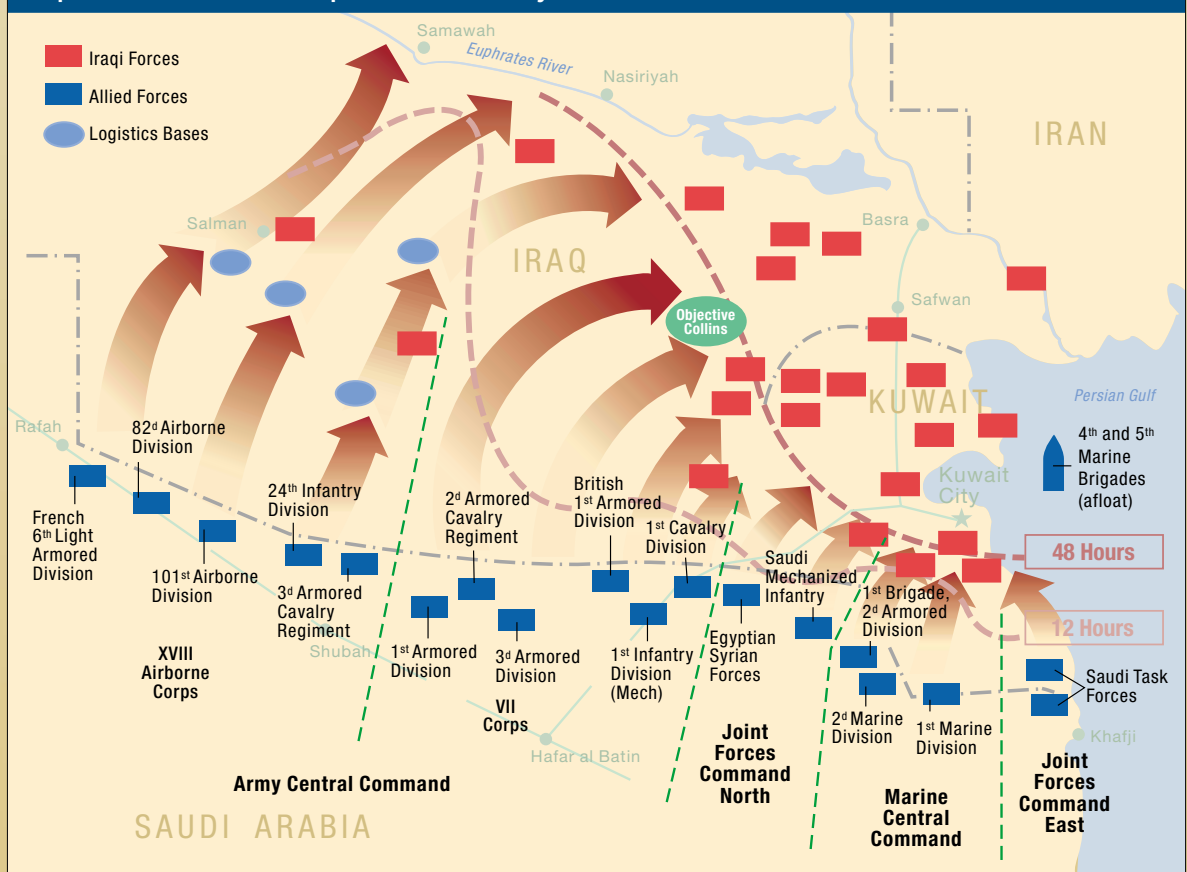 Iraqi Forces
Allied Forces
Logistics Bases
Samawah
Euphrates River
Nasiriyah
IRAN
Salman
IRAQ
Basra
Safwan
Objective
Collins
KUWAIT
Persian Gulf
Rafah
82d Airborne
Division
4th and 5th
Marine
Brigades
(afloat)
Kuwait
City
French
6th Light
Armored
Division
24th Infantry
Division
2d Armored
Cavalry
Regiment
British
1st Armored
Division
1st Cavalry
Division
Saudi
Mechanized
Infantry
48 Hours
101st Airborne
Division
3d Armored
Cavalry
Regiment
1st Brigade,
2d Armored
Division
12 Hours
Shubah
XVIII
Airborne
Corps
1st Armored
Division
3d Armored
Division
1st Infantry
Division
(Mech)
Egyptian
Syrian
Forces
Saudi Task
Forces
VII
Corps
2d Marine
Division
1st Marine
Division
Khafji
Hafar al Batin
Army Central Command
Joint
Forces
Command
North
Marine
Central
Command
Joint
Forces
Command
East
SAUDI ARABIA